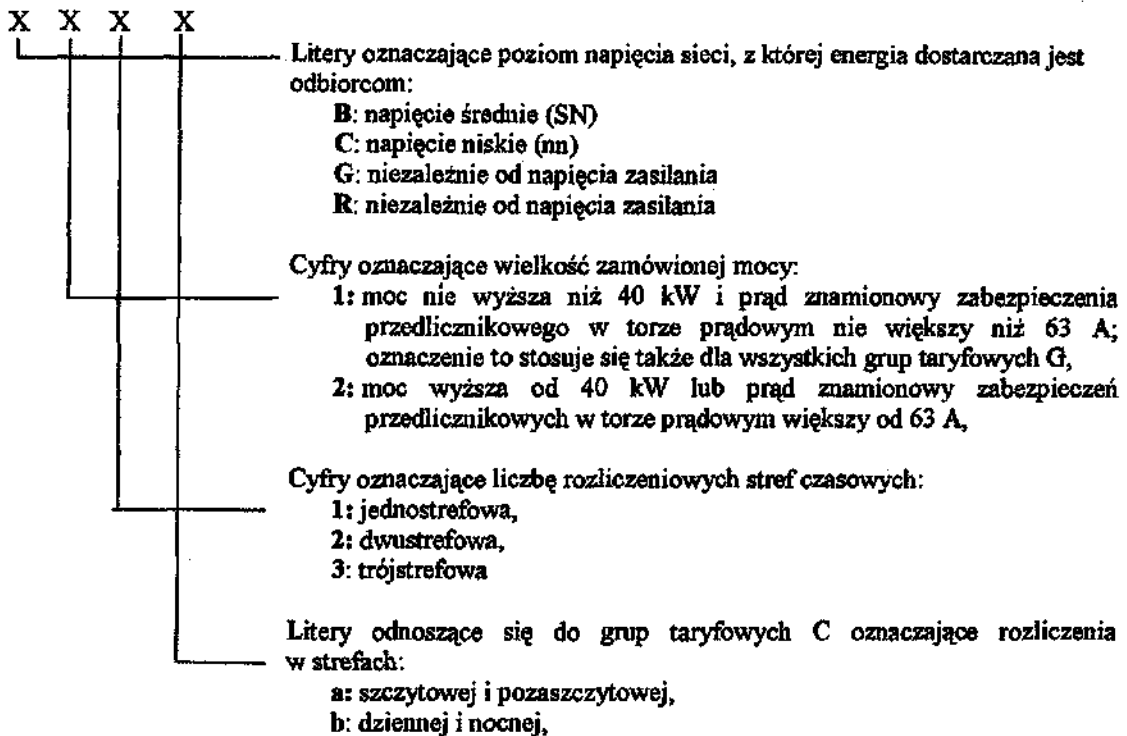 X X X X
Litery oznaczające poziom napięcia sieci, z której energia dostarczana jest
odbiorcom:
B: napięcie średnie (SN)
C: napięcie niskie (nn)
G: niezależnie od napięcia zasilania
R: niezależnie od napięcia zasilania
Cyfry oznaczające wielkość zamówionej mocy:
1: moc nie wyższa niż 40 kW i prąd znamionowy zabezpieczenia
przedlicznikowego w torze prądowym nie większy niż 63 A;
oznaczenie to stosuje się także dla wszystkich grup taryfowych G,
2: moc wyższa od 40 kW lub prąd znamionowy zabezpieczeń
przedlicznikowych w torze prądowym większy od 63 A,
Cyfry oznaczające liczbę rozliczeniowych stref czasowych:
1: jednostrefowa,
2: dwustrefowa,
3: trójstrefowa
Litery odnoszące się do grup taryfowych C oznaczające rozliczenia
w strefach:
a: szczytowej i pozaszczytowej,
b: dziennej i nocnej,